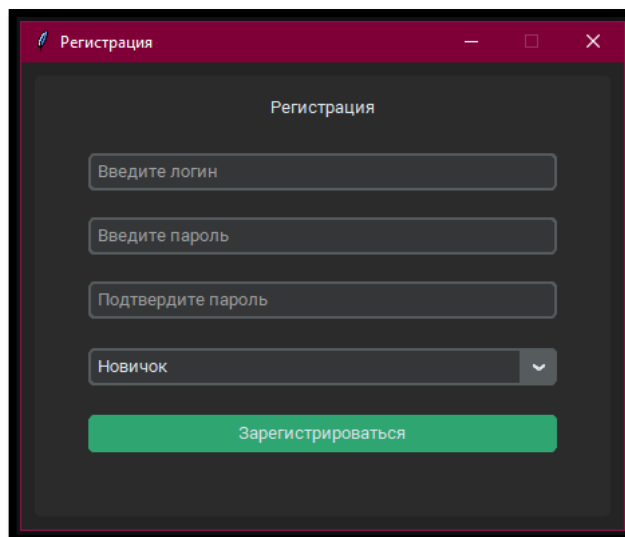 Регистрация
Регистрация
Введите логин
Введите пароль
Подтвердите пароль
Новичок
Зарегистрироваться